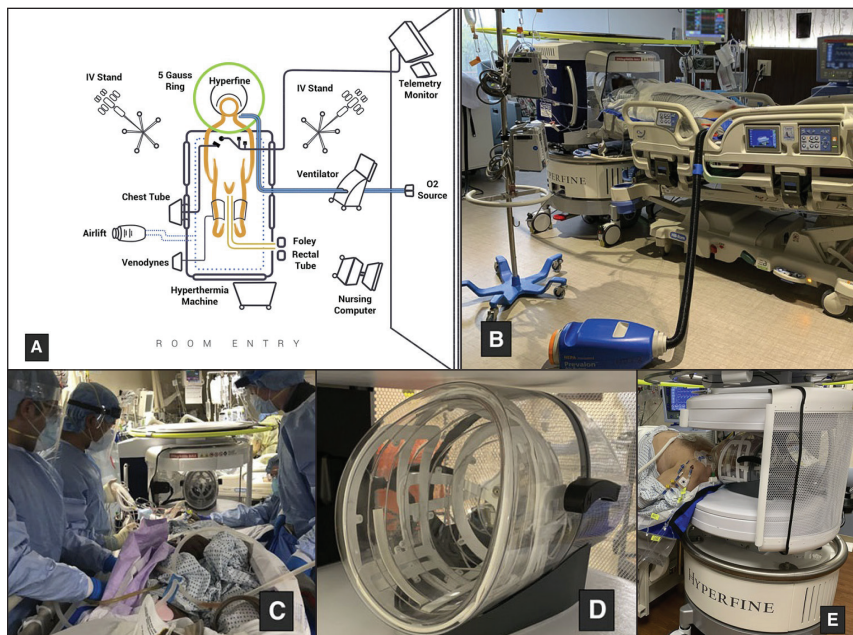 IV Stand
5 Gauss
Ring
Hyperfine
IV Stand
Telemetry
Monitor
Ventilator
O2
Source
Chest Tube
Airlift
Venodynes
Foley
Rectal
Tube
Hyperthermia
Machine
Nursing
Computer
ROOM ENTRY
A
HYPERFINE
Prevalon
B
C
D
HYPERFINE
E